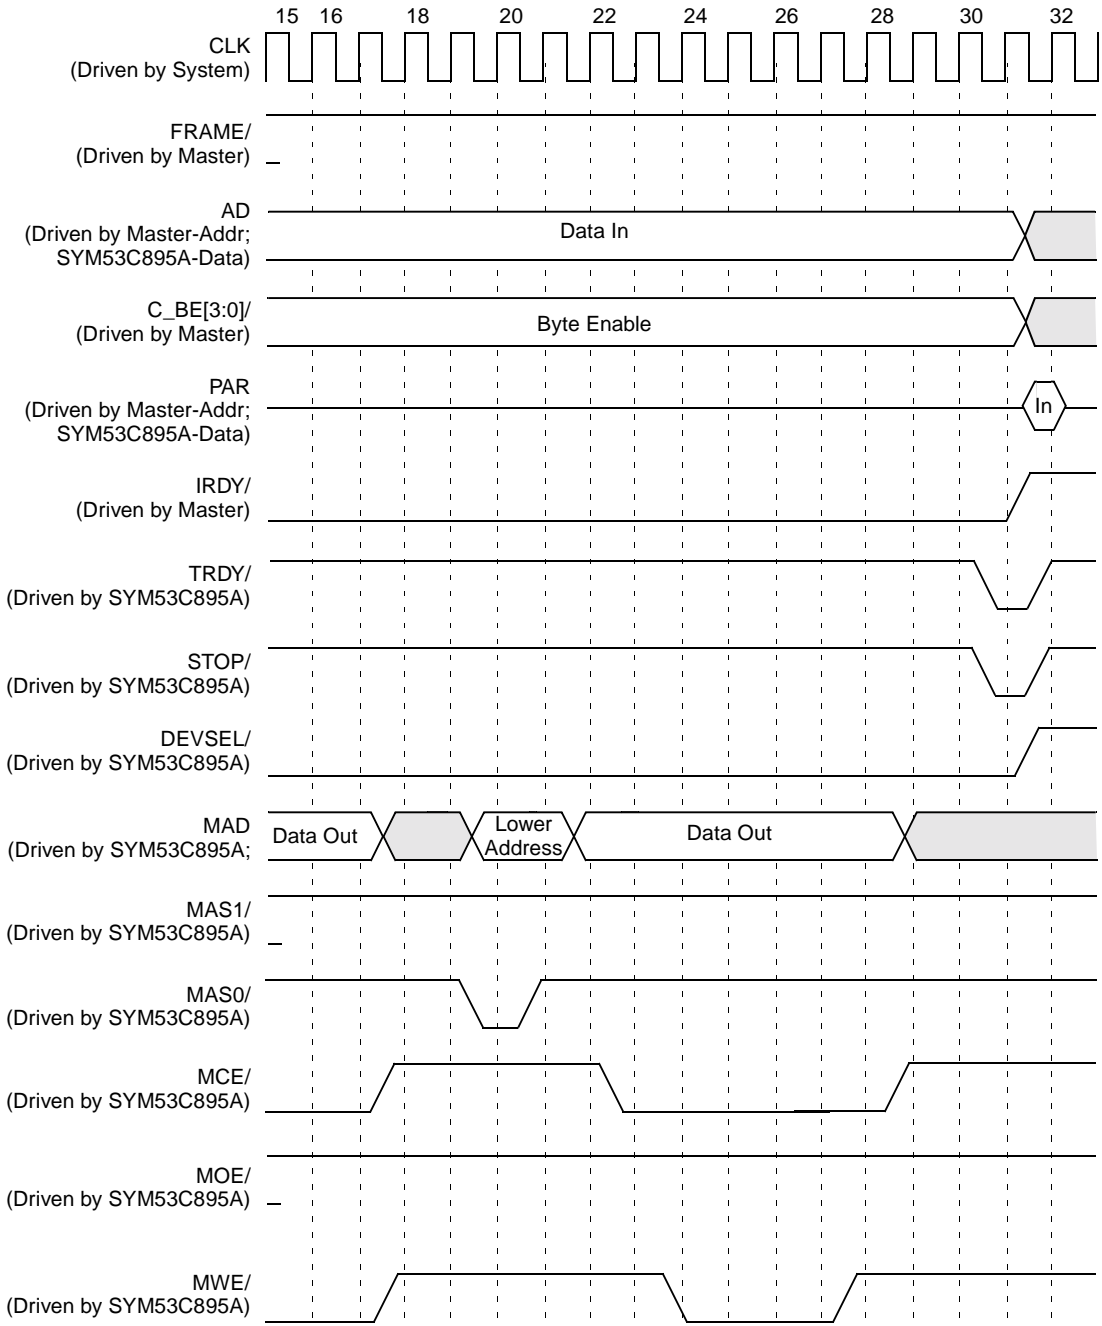 15 16 18 20 22 24 26 28 30 32
CLK
(Driven by System)
FRAME/
(Driven by Master)
AD
(Driven by Master-Addr;
SYM53C895A-Data)
Data In
C_BE[3:0]/
(Driven by Master)
Byte Enable
PAR
(Driven by Master-Addr;
SYM53C895A-Data)
In
IRDY/
(Driven by Master)
TRDY/
(Driven by SYM53C895A)
STOP/
(Driven by SYM53C895A)
DEVSEL/
(Driven by SYM53C895A)
MAD
(Driven by SYM53C895A;
Data Out
Lower
Address
Data Out
MAS1/
(Driven by SYM53C895A)
MAS0/
(Driven by SYM53C895A)
MCE/
(Driven by SYM53C895A)
MOE/
(Driven by SYM53C895A)
MWE/
(Driven by SYM53C895A)